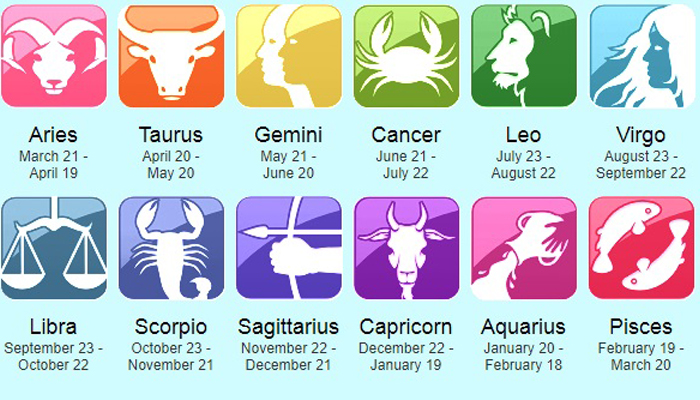 Aries Taurus Gemini Cancer Leo Virgo
March 21 - April 20 - May 21 - June 21 - July 23 - August 23 -
April 19 May 20 June 20 July 22 August 22 September 22
Libra Scorpio Sagittarius Capricorn Aquarius Pisces
September 23 - October 23 - November 22 - December 22 - January 20 - February 19 -
October 22 November 21 December 21 January 19 February 18 March 20